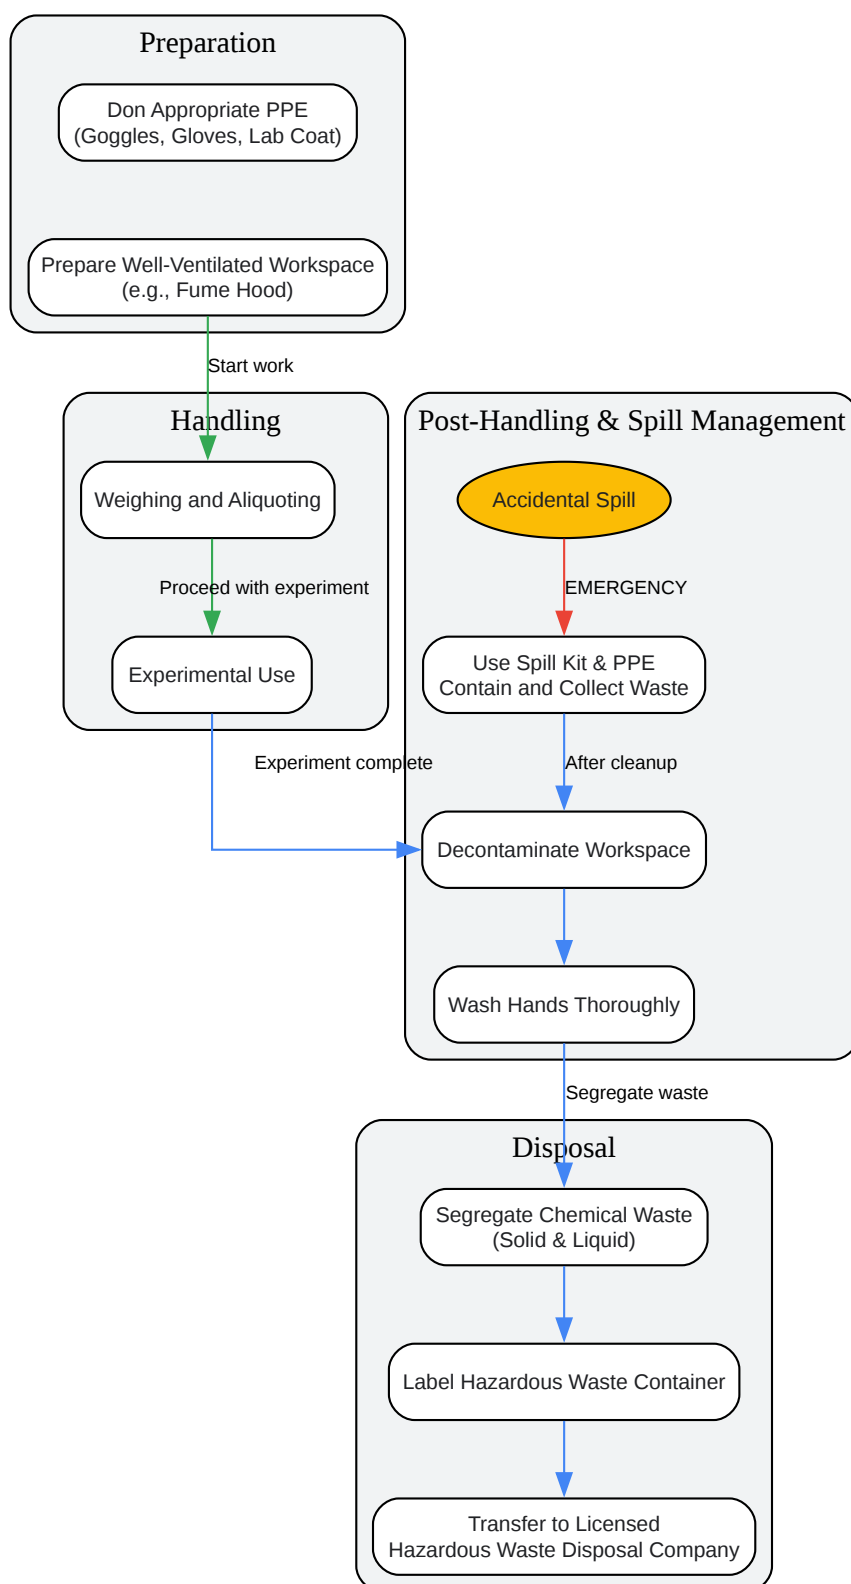 Preparation
Don Appropriate PPE
(Goggles, Gloves, Lab Coat)
Prepare Well-Ventilated Workspace
(e.g., Fume Hood)
Start work
Handling
Weighing and Aliquoting
Proceed with experiment
Experimental Use
Experiment complete
Post-Handling & Spill Management
Accidental Spill
EMERGENCY
Use Spill Kit & PPE
Contain and Collect Waste
After cleanup
Decontaminate Workspace
Wash Hands Thoroughly
Segregate waste
Disposal
Segregate Chemical Waste
(Solid & Liquid)
Label Hazardous Waste Container
Transfer to Licensed
Hazardous Waste Disposal Company